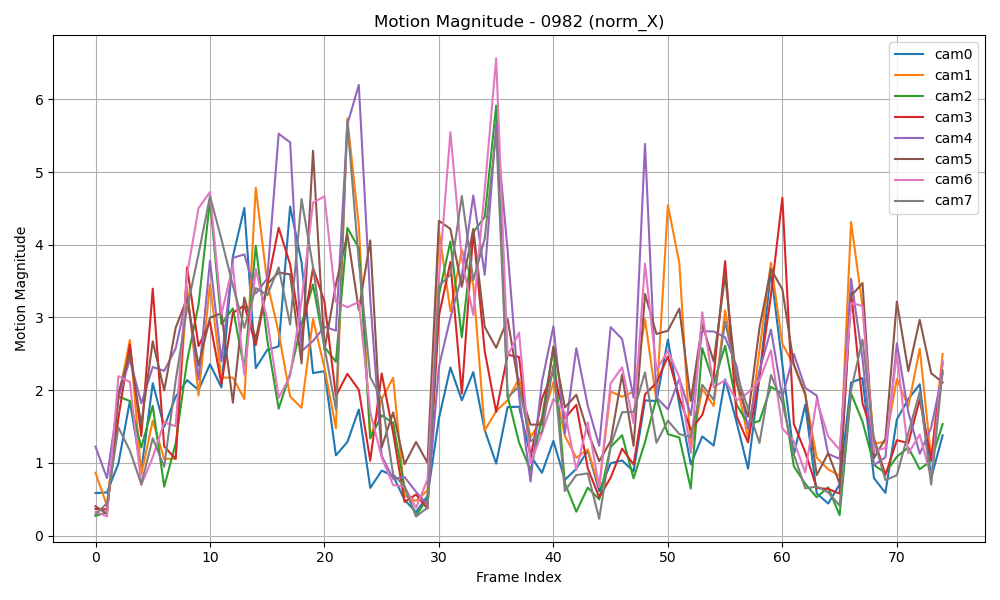 Motion Magnitude - 0982 (norm_X)
cam0
cam1
cam2
cam3
cam4
cam5
cam6
cam7
Motion Magnitude
6
5
4
3
2
1
0
0 10 20 30 40 50 60 70
Frame Index